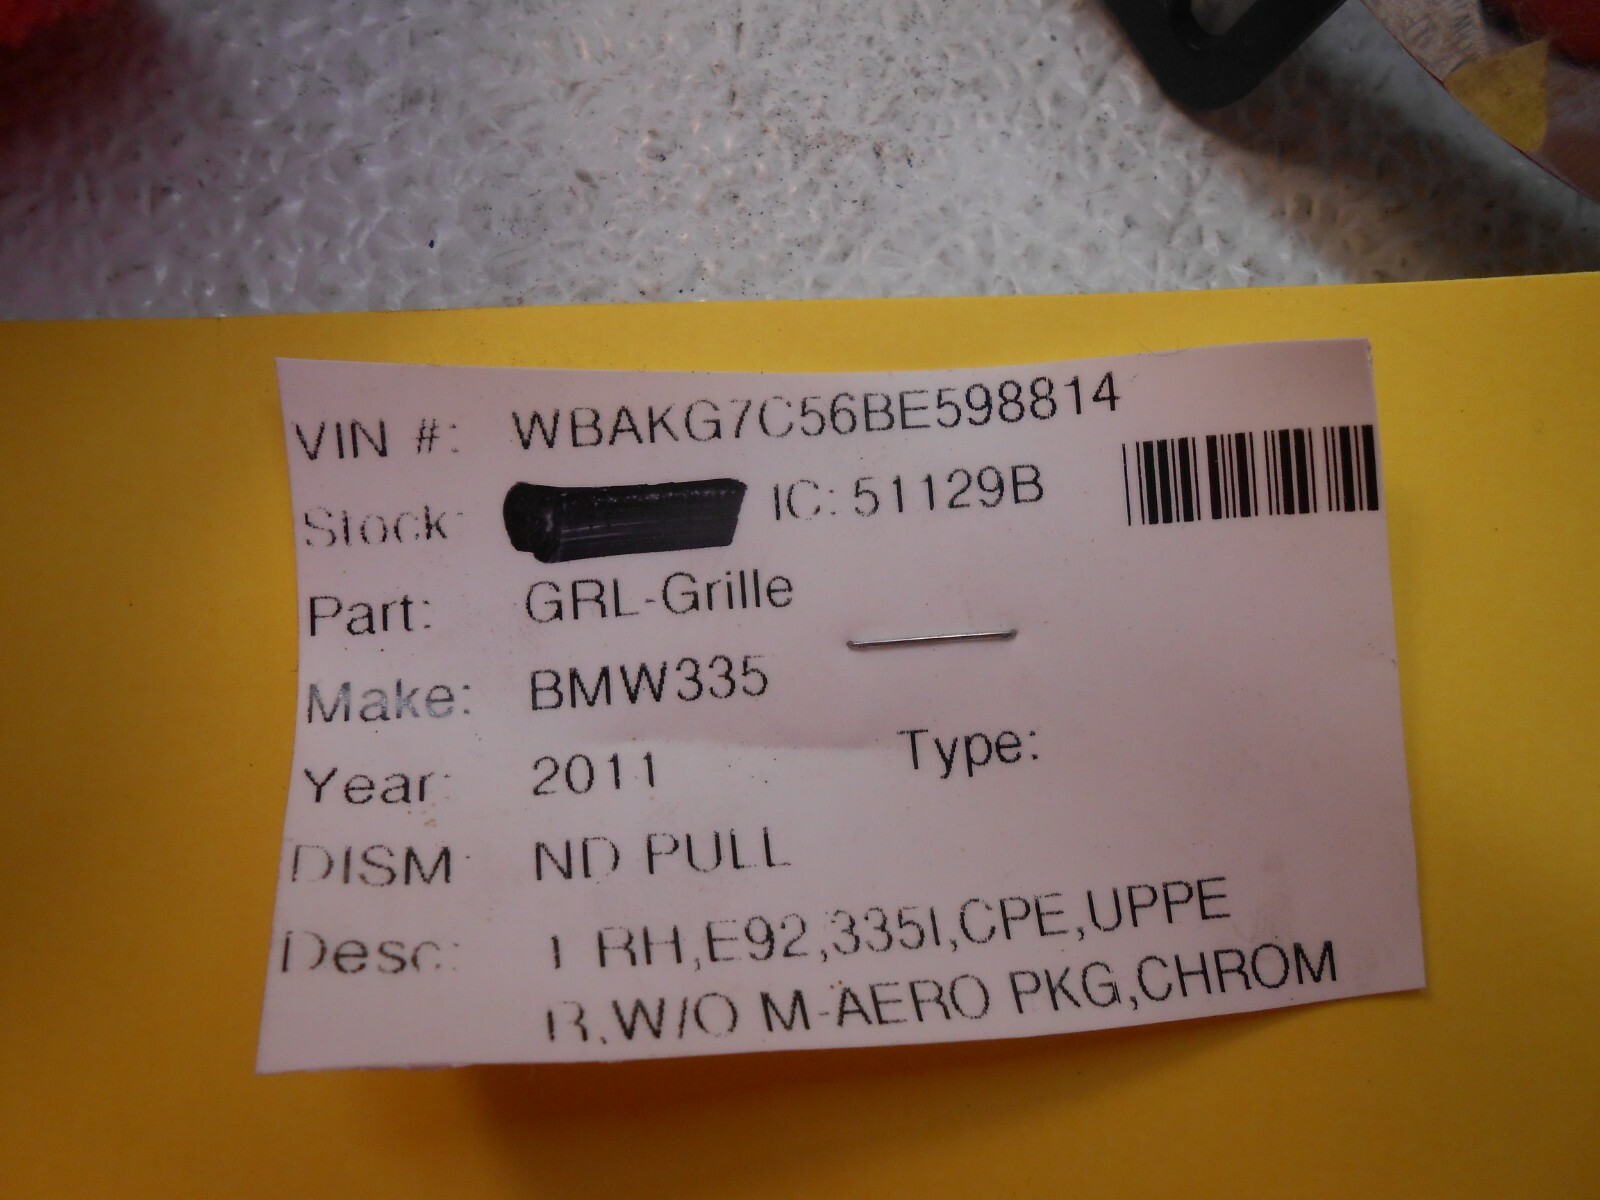 VIN #: WBAKG7C56BE598814
Stock: IC: 51129B
Part: GRL-Grille
Make: BMW335
Year: 2011 Type:
DISM: ND PULL
Desc: 1 RH,E92,335I,CPE,UPPE
R,W/O M-AERO PKG,CHROM